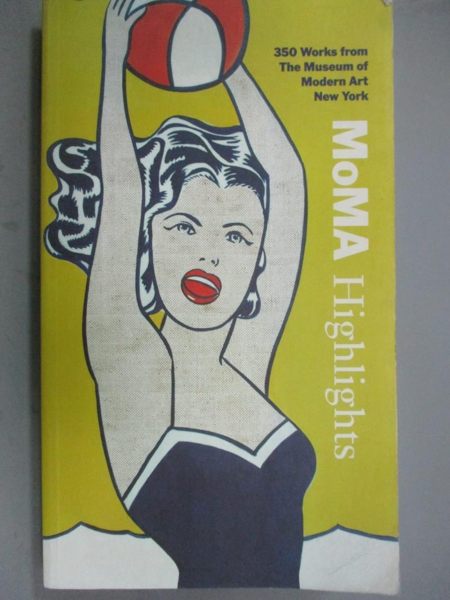 350 Works from
The Museum of
Modern Art
New York
MoMA Highlights